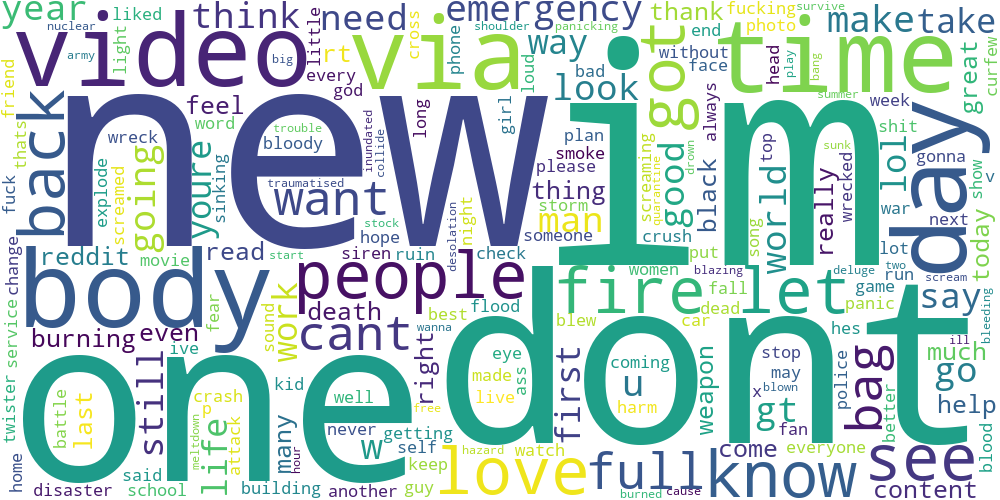 year
liked
light
think
need
rt
emergency
cross
phone
shoulder
panicking
thank
fucking
photo
survive
make
take
nuclear
army
big
little
video
via
way
loud
end
without
face
head
play
bang
time
great
curfew
friend
thats
back
feel
every
god
long
girl
bad
look
got
always
summer
week
new
im
day
wreck
word
trouble
bloody
inundated
collide
plan
smoke
please
drown
sunk
shit
lol
gonna
v
fuck
explode
screamed
going
youre
sinking
traumatised
want
thing
man
storm
screaming
quarantine
good
black
world
top
really
wrecked
war
next
show
today
change
reddit
movie
read
start
stock
hope
siren
ruin
night
desolation
check
someone
crush
women
song
put
blazing
deluge
lot
two
run
scream
body
people
flood
fire
fall
dead
let
game
panic
say
bleeding
service
burning
even
fear
sound
work
death
cant
best
wanna
blew
car
hes
ill
much
twister
one
ive
still
kid
well
right
eye
made
ass
live
first
coming
u
harm
dont
weapon
stop
may
x
blown
gt
fan
police
bag
better
go
help
battle
last
crash
p
attack
life
meltdown
hour
many
never
w
getting
self
free
hazard
watch
keep
guy
love
full
know
come
everyone
see
blood
home
said
disaster
school
building
another
burned
cause
content